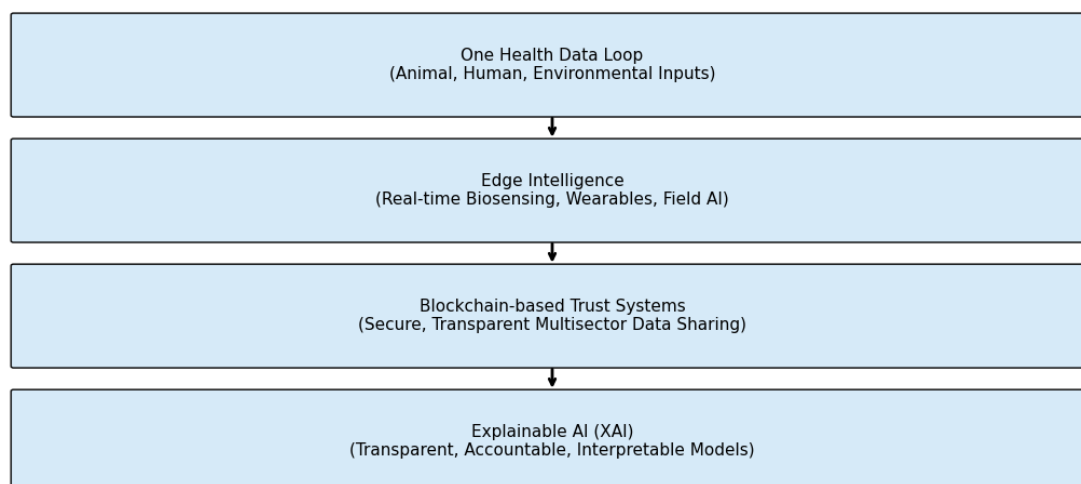 One Health Data Loop
(Animal, Human, Environmental Inputs)
Edge Intelligence
(Real-time Biosensing, Wearables, Field AI)
Blockchain-based Trust Systems
(Secure, Transparent Multisector Data Sharing)
Explainable AI (XAI)
(Transparent, Accountable, Interpretable Models)